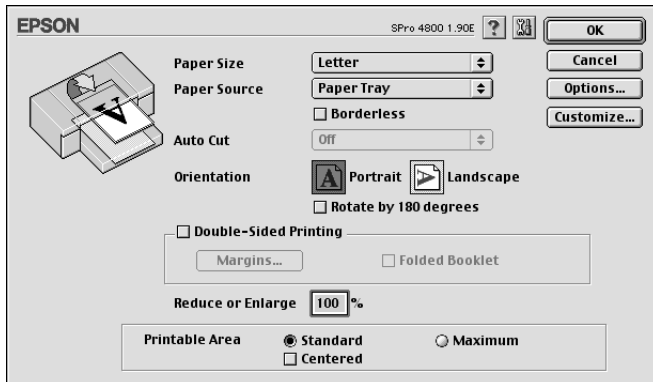 EPSON
SPro 4800 1.90E
?
OK
Paper Size
Letter
Cancel
Paper Source
Paper Tray
Options...
Borderless
Customize...
Auto Cut
Off
Orientation
A Portrait A Landscape
Rotate by 180 degrees
Double-Sided Printing
Margins...
Folded Booklet
Reduce or Enlarge 100 %
Printable Area
Standard
Maximum
Centered